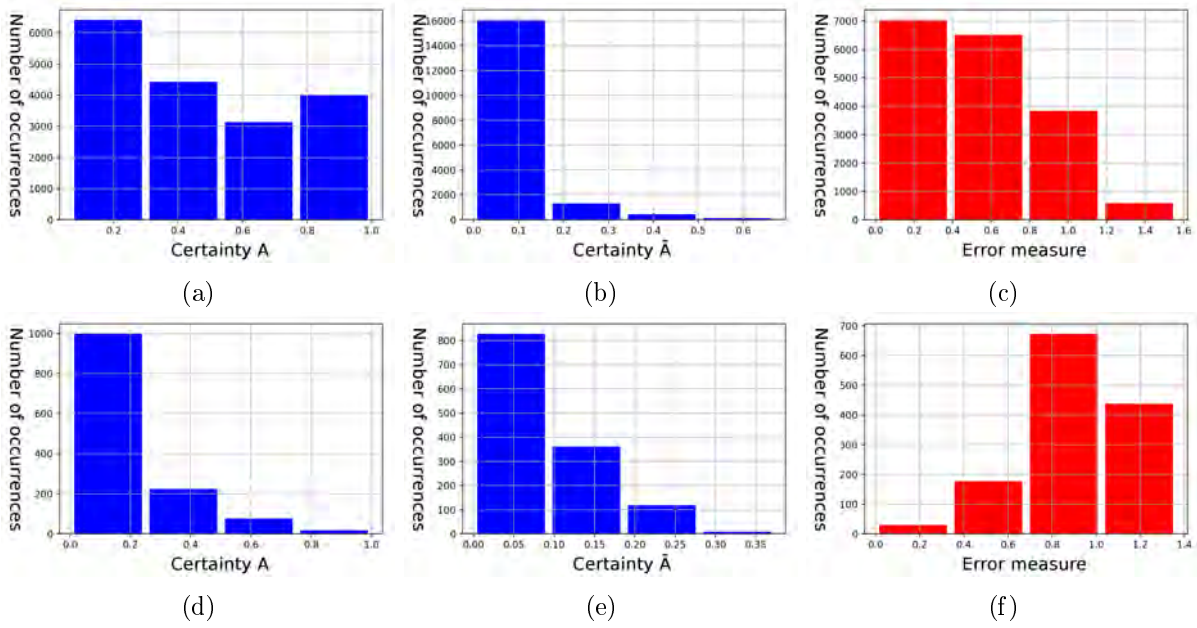 Number of occurrences
6000
5000
4000
3000
2000
1000
0
0.2 0.4 0.6 0.8 1.0
Certainty A
(a)
Number of occurrences
16000
14000
12000
10000
8000
6000
4000
2000
0
0.0 0.1 0.2 0.3 0.4 0.5 0.6
Certainty Ã
(b)
Number of occurrences
7000
6000
5000
4000
3000
2000
1000
0
0.0 0.2 0.4 0.6 0.8 1.0 1.2 1.4 1.6
Error measure
(c)
Number of occurrences
1000
800
600
400
200
0
0.0 0.2 0.4 0.6 0.8 1.0
Certainty A
(d)
Number of occurrences
800
700
600
500
400
300
200
100
0
0.00 0.05 0.10 0.15 0.20 0.25 0.30 0.35
Certainty Ã
(e)
Number of occurrences
700
600
500
400
300
200
100
0
0.0 0.2 0.4 0.6 0.8 1.0 1.2 1.4
Error measure
(f)